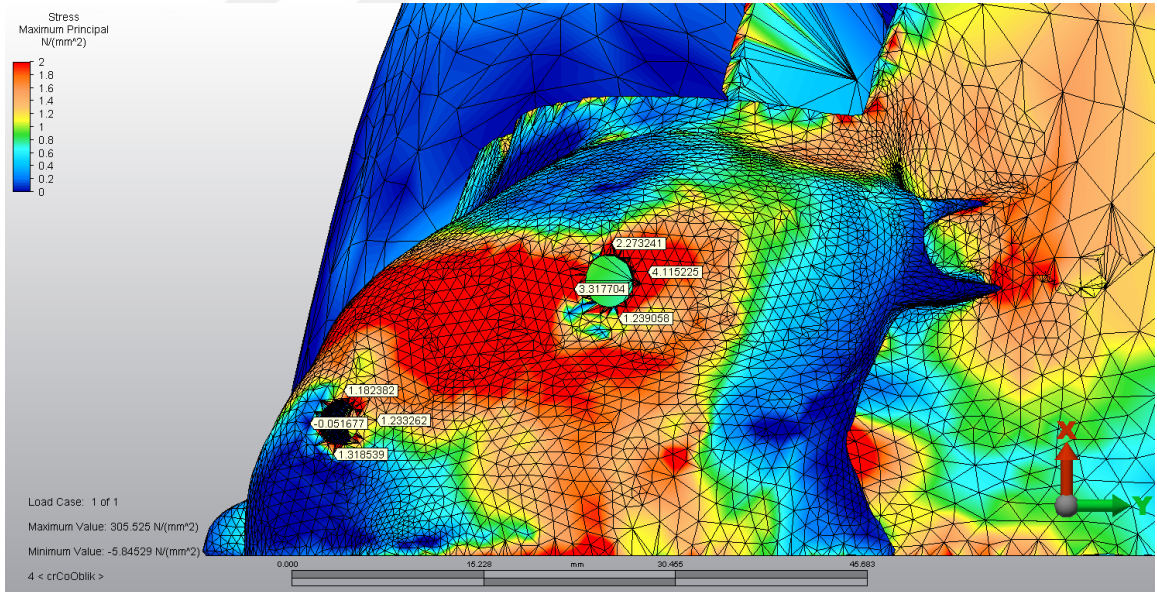 Stress
Maximum Principal
N/(mm^2)
2
1.8
1.6
1.4
1.2
1
0.8
0.6
0.4
0.2
0
2.273241
4.115225
3.317704
1.239058
1.182382
1.233262
-0.051677
1.318539
X
Y
Load Case: 1 of 1
Maximum Value: 305.525 N/(mm^2)
Minimum Value: -5.84529 N/(mm^2)
4 < crCoOblik >
0.000 15.228 mm 30.455 45.683